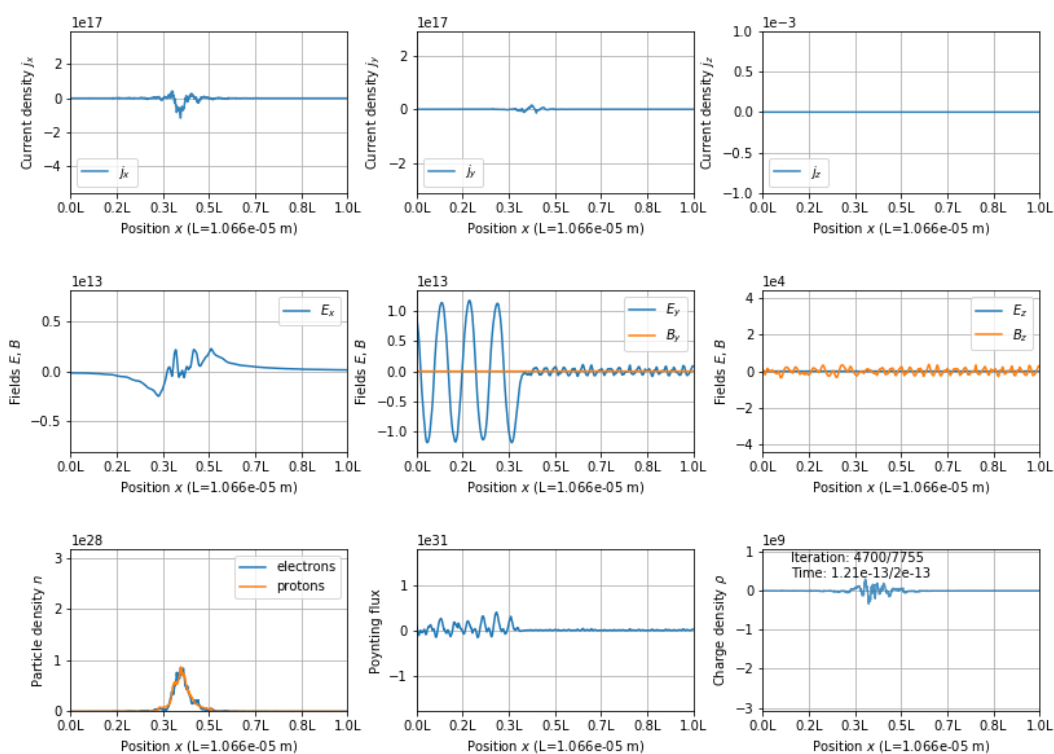 1e17
Current density jx
2
0
−2
−4
jx
0.0L 0.2L 0.3L 0.5L 0.7L 0.8L 1.0L
Position x (L=1.066e-05 m)
1e17
Current density jy
2
0
−2
jy
0.0L 0.2L 0.3L 0.5L 0.7L 0.8L 1.0L
Position x (L=1.066e-05 m)
1e−3
Current density jz
1.0
0.5
0.0
−0.5
−1.0
jz
0.0L 0.2L 0.3L 0.5L 0.7L 0.8L 1.0L
Position x (L=1.066e-05 m)
1e13
Fields E, B
0.5
0.0
−0.5
Ex
0.0L 0.2L 0.3L 0.5L 0.7L 0.8L 1.0L
Position x (L=1.066e-05 m)
1e13
Fields E, B
1.0
0.5
0.0
−0.5
−1.0
Ey
By
0.0L 0.2L 0.3L 0.5L 0.7L 0.8L 1.0L
Position x (L=1.066e-05 m)
1e4
Fields E, B
4
2
0
−2
−4
Ez
Bz
0.0L 0.2L 0.3L 0.5L 0.7L 0.8L 1.0L
Position x (L=1.066e-05 m)
1e28
Particle density n
3
2
1
0
electrons
protons
0.0L 0.2L 0.3L 0.5L 0.7L 0.8L 1.0L
Position x (L=1.066e-05 m)
1e31
Poynting flux
1
0
−1
0.0L 0.2L 0.3L 0.5L 0.7L 0.8L 1.0L
Position x (L=1.066e-05 m)
1e9
Charge density ρ
1
0
−1
−2
−3
Iteration: 4700/7755
Time: 1.21e-13/2e-13
0.0L 0.2L 0.3L 0.5L 0.7L 0.8L 1.0L
Position x (L=1.066e-05 m)